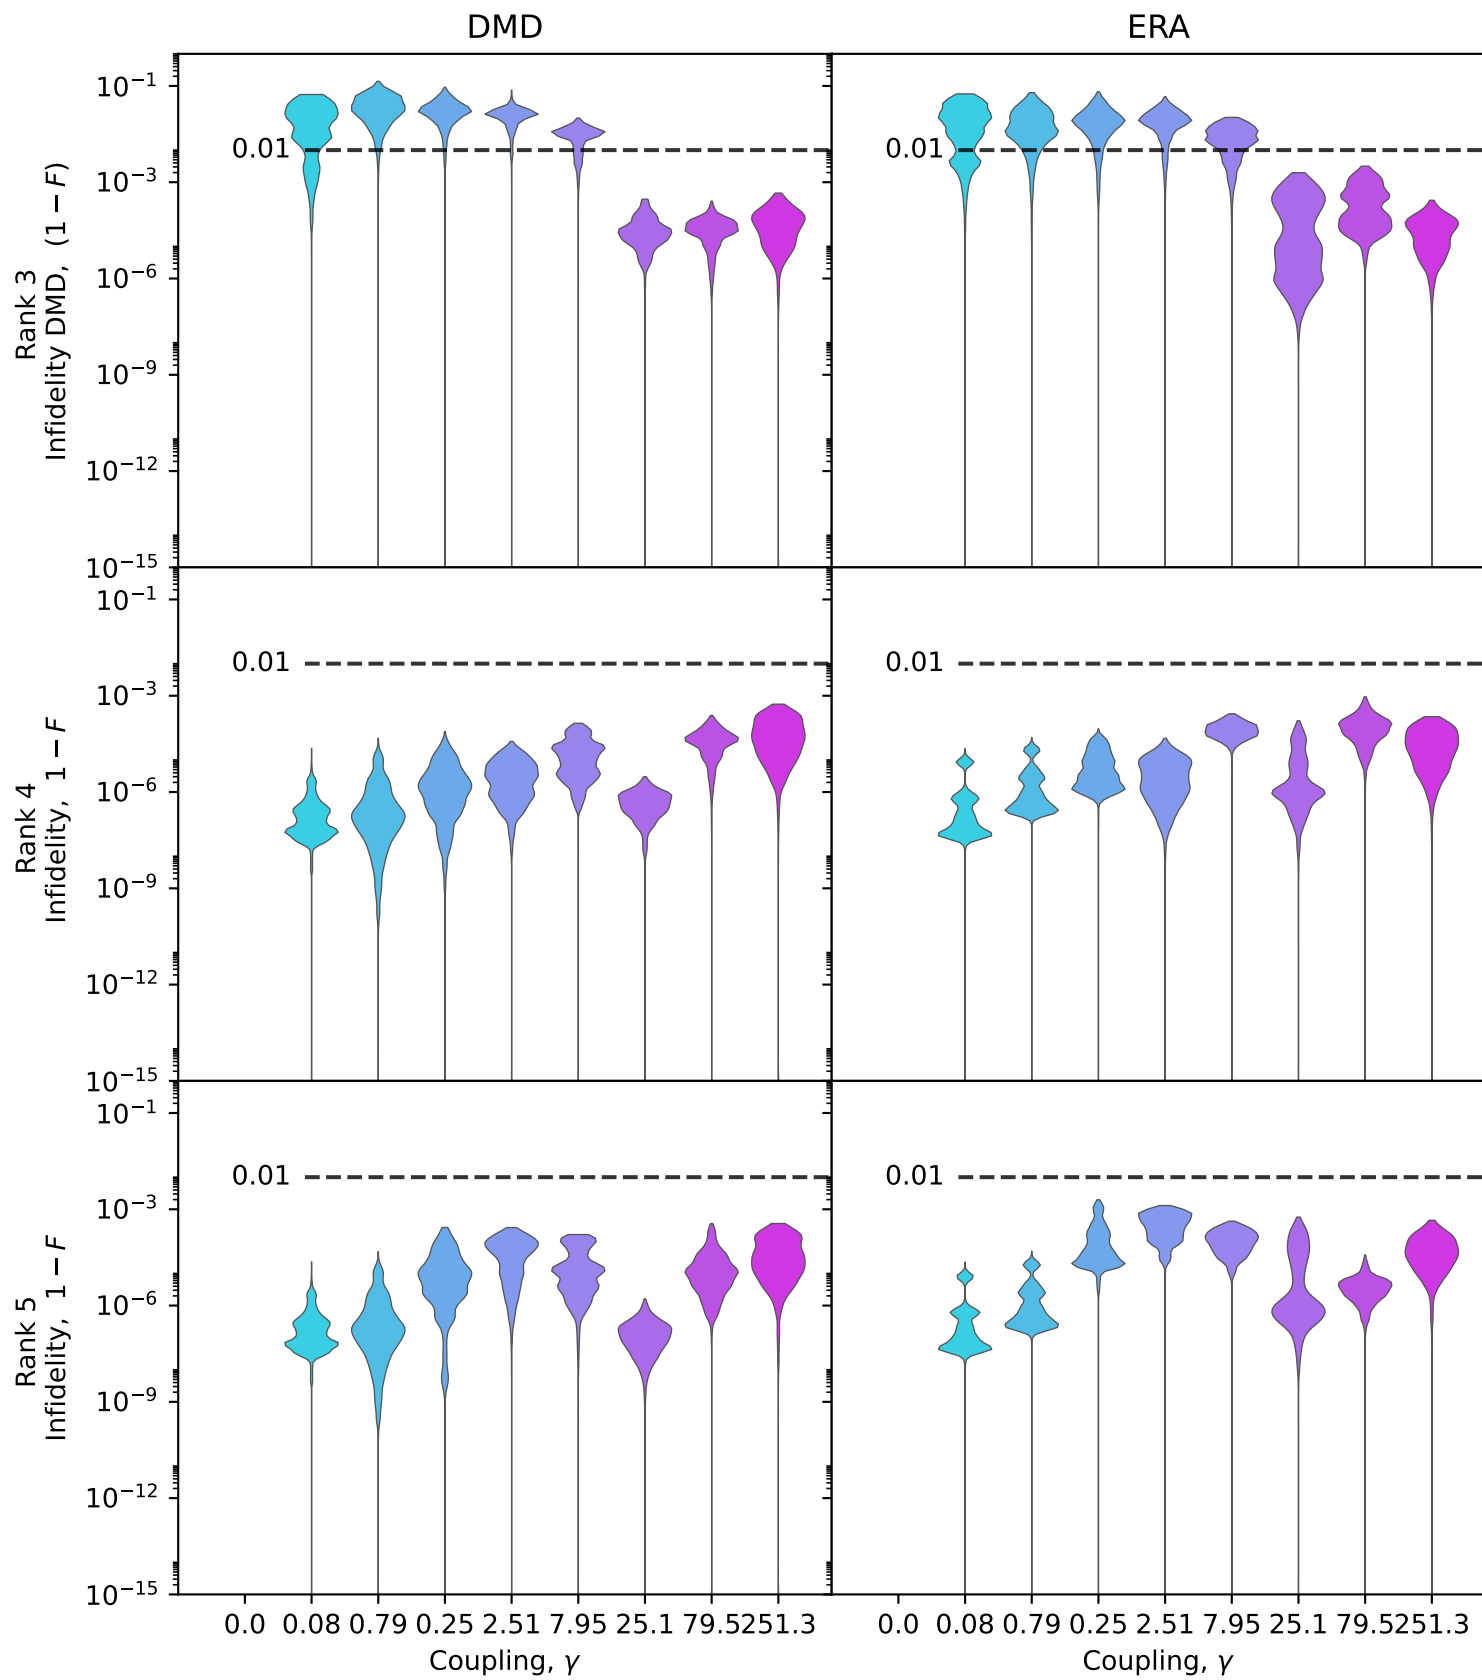 DMD
ERA
Rank 3
Infidelity DMD, (1 − F)
10⁻¹
10⁻³
10⁻⁶
10⁻⁹
10⁻¹²
10⁻¹⁵
0.01
0.01
Rank 4
Infidelity, 1 − F
10⁻¹
10⁻³
10⁻⁶
10⁻⁹
10⁻¹²
10⁻¹⁵
0.01
0.01
Rank 5
Infidelity, 1 − F
10⁻¹
10⁻³
10⁻⁶
10⁻⁹
10⁻¹²
10⁻¹⁵
0.01
0.01
0.0 0.08 0.79 0.25 2.51 7.95 25.1 79.5 251.3
0.0 0.08 0.79 0.25 2.51 7.95 25.1 79.5 251.3
Coupling, γ
Coupling, γ